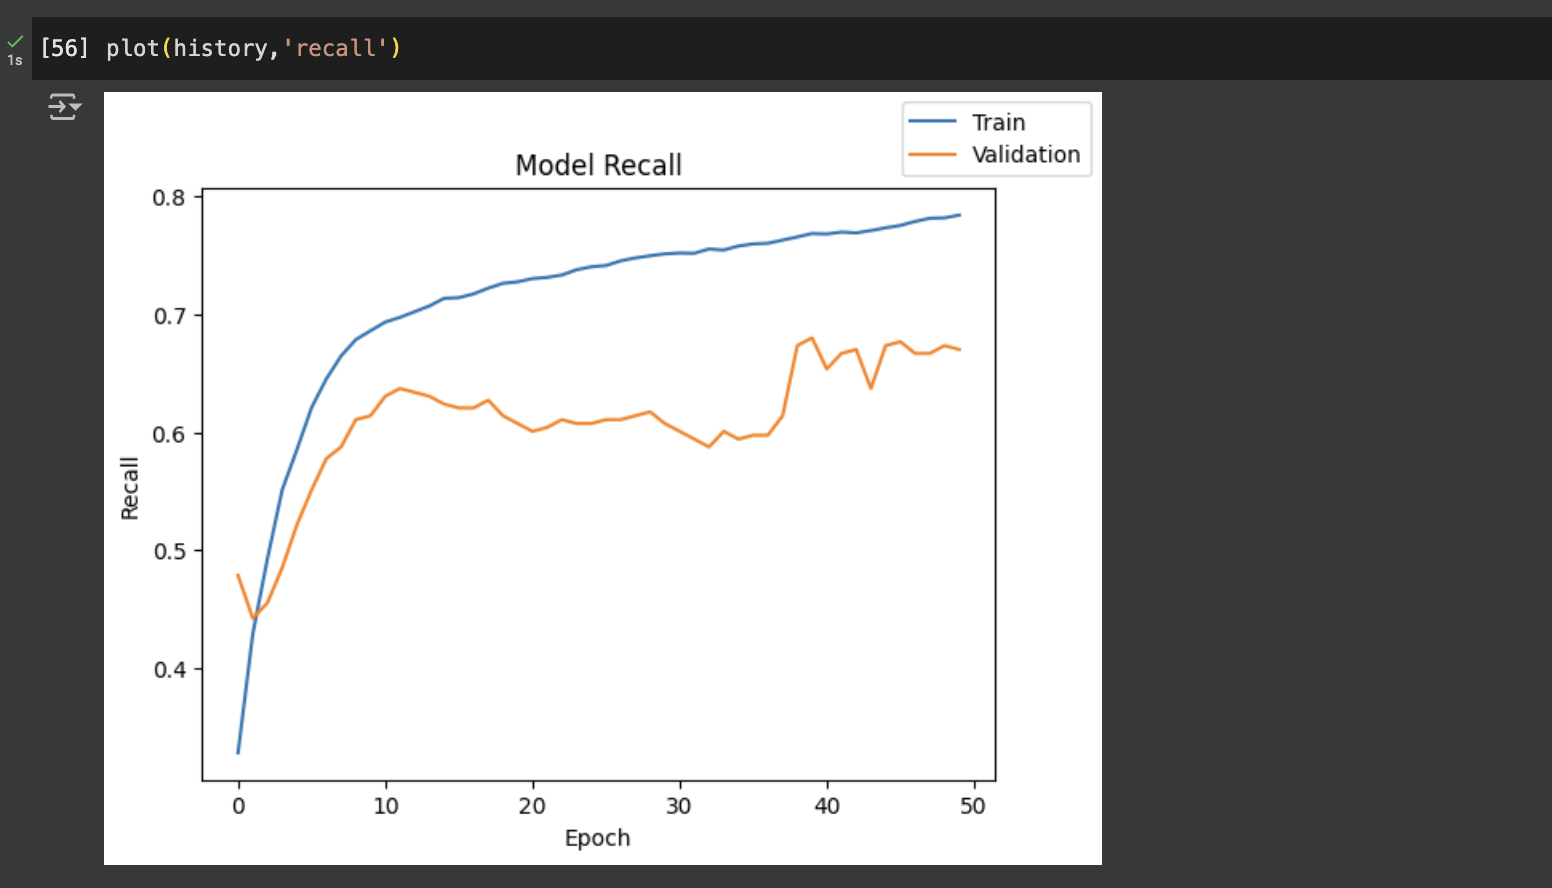 [56] plot(history,'recall')
1s
Train
Validation
Model Recall
0.8
0.7
0.6
0.5
0.4
Recall
0 10 20 30 40 50
Epoch